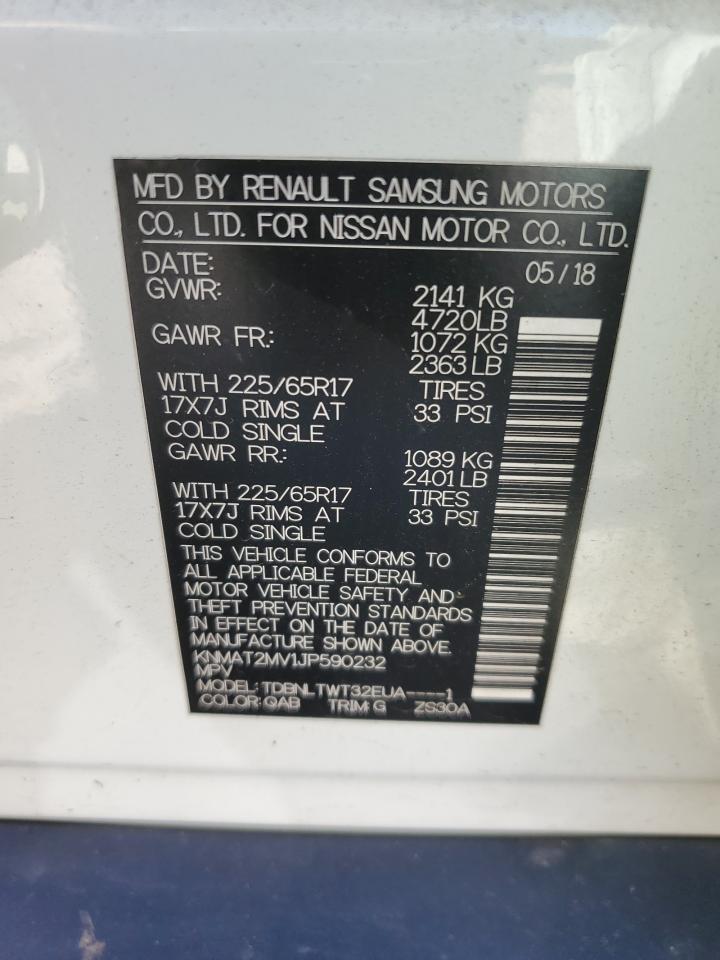 MFD BY RENAULT SAMSUNG MOTORS
CO., LTD. FOR NISSAN MOTOR CO., LTD.
DATE: 05/18
GVWR: 2141 KG
4720LB
GAWR FR: 1072 KG
2363 LB
WITH 225/65R17 TIRES
17X7J RIMS AT 33 PSI
COLD SINGLE
GAWR RR: 1089 KG
2401 LB
WITH 225/65R17 TIRES
17X7J RIMS AT 33 PSI
COLD SINGLE
THIS VEHICLE CONFORMS TO
ALL APPLICABLE FEDERAL
MOTOR VEHICLE SAFETY AND
THEFT PREVENTION STANDARDS
IN EFFECT ON THE DATE OF
MANUFACTURE SHOWN ABOVE.
KNMAT2MV1JP590232
MPV
MODEL: TDBNLTWT32EUA----1
COLOR: QAB TRIM: G ZS30A